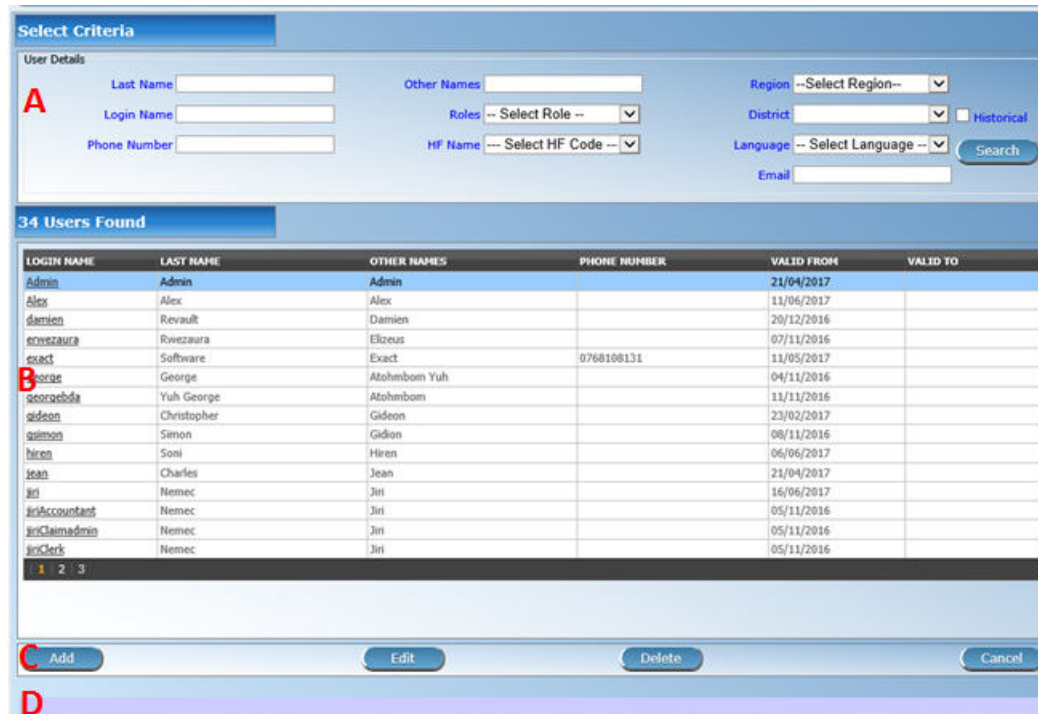 Select Criteria
User Details
A
Last Name Other Names Region --Select Region--
Login Name Roles -- Select Role -- District Historical
Phone Number HF Name --- Select HF Code -- Language -- Select Language -- Search
Email
34 Users Found
LOGIN NAME LAST NAME OTHER NAMES PHONE NUMBER VALID FROM VALID TO
Admin Admin Admin 21/04/2017
Alex Alex Alex 11/06/2017
damien Revault Damien 20/12/2016
erwezaura Rwezaura Elizeus 07/11/2016
exact Software Exact 0768108131 11/05/2017
B
george George Atohmbom Yuh 04/11/2016
georgebda Yuh George Atohmbom 11/11/2016
gideon Christopher Gideon 23/02/2017
gsimon Simon Gidion 08/11/2016
hiren Soni Hiren 06/06/2017
jean Charles Jean 21/04/2017
jiri Nemec Jiri 16/06/2017
jiriAccountant Nemec Jiri 05/11/2016
jiriClaimadmin Nemec Jiri 05/11/2016
jiriClerk Nemec Jiri 05/11/2016
1 2 3
C Add Edit Delete Cancel
D